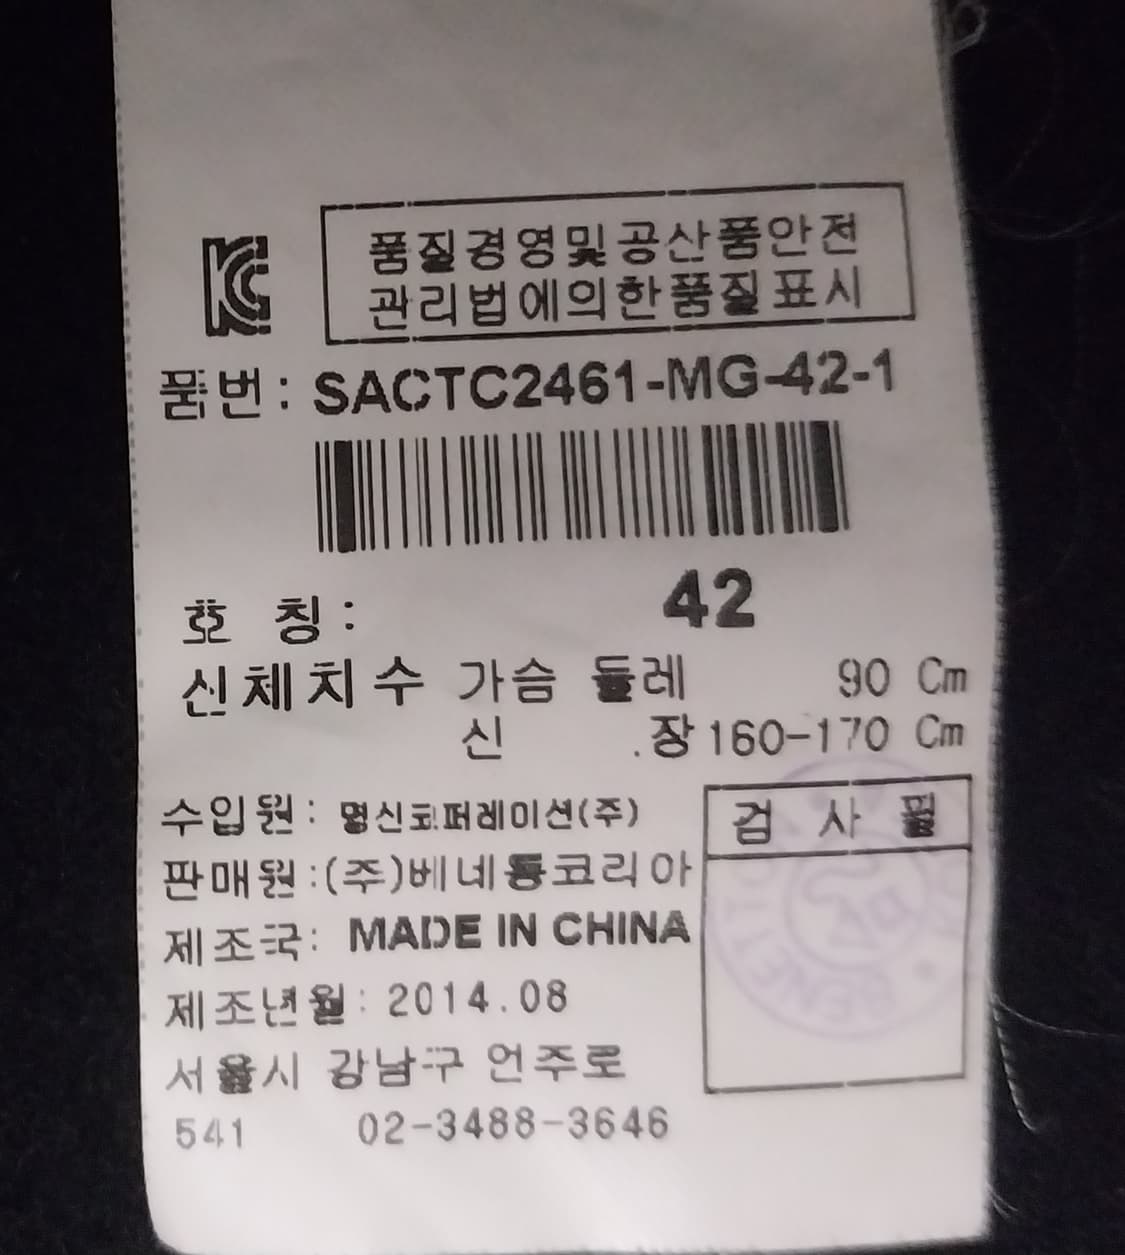 KC
품질경영및공산품안전
관리법에의한품질표시
품번: SACTC2461-MG-42-1
호 칭: 42
신체치수 가슴 둘레 90 Cm
신 .장 160-170 Cm
수입원: 명신코퍼레이션(주)
판매원:(주)베네통코리아
제조국: MADE IN CHINA
제조년월: 2014.08
서울시 강남구 언주로
541 02-3488-3646
검 사 필